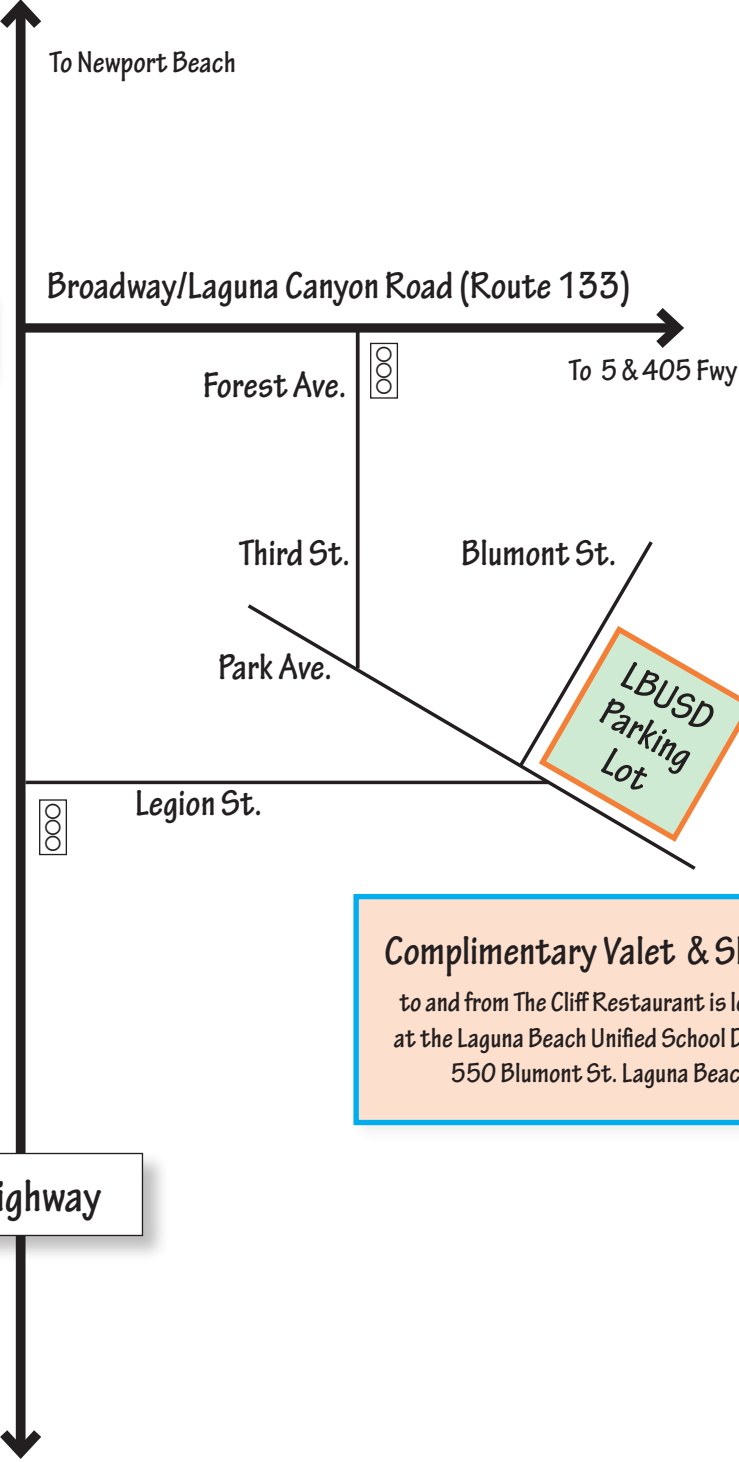 To Newport Beach
Broadway/Laguna Canyon Road (Route 133)
To 5 & 405 Fwy
Forest Ave.
Third St.
Blumont St.
Park Ave.
LBUSD
Parking
Lot
Legion St.
Complimentary Valet &
to and from The Cliff Restaurant is
at the Laguna Beach Unified School
550 Blumont St. Laguna